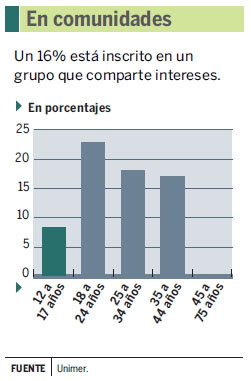 En comunidades
Un 16% está inscrito en un
grupo que comparte intereses.
En porcentajes
25
20
15
10
5
0
12 a
17 años
18 a
24 años
25 a
34 años
35 a
44 años
45 a
75 años
FUENTE Unimer.